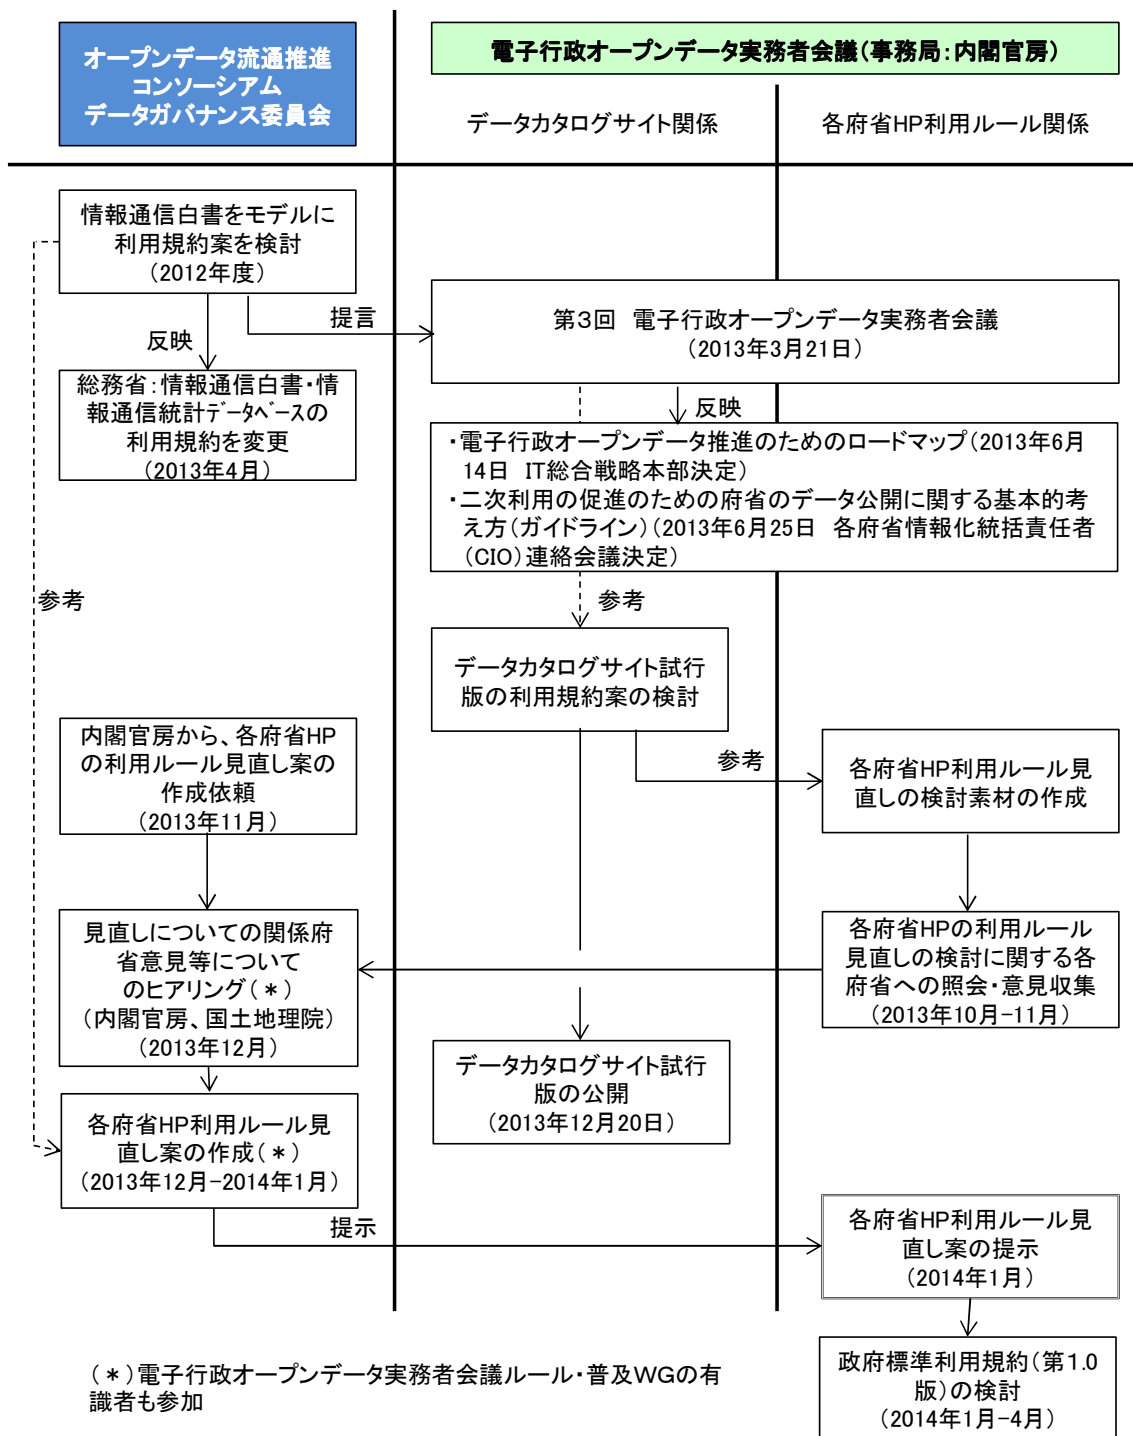 オープンデータ流通推進
コンソーシアム
データガバナンス委員会
電子行政オープンデータ実務者会議(事務局:内閣官房)
データカタログサイト関係
各府省HP利用ルール関係
情報通信白書をモデルに
利用規約案を検討
(2012年度)
提言
第3回 電子行政オープンデータ実務者会議
(2013年3月21日)
反映
総務省:情報通信白書・情
報通信統計データベースの
利用規約を変更
(2013年4月)
反映
・電子行政オープンデータ推進のためのロードマップ(2013年6月
14日 IT総合戦略本部決定)
・二次利用の促進のための府省のデータ公開に関する基本的考
え方(ガイドライン)(2013年6月25日 各府省情報化統括責任者
(CIO)連絡会議決定)
参考
参考
データカタログサイト試行
版の利用規約案の検討
内閣官房から、各府省HP
の利用ルール見直し案の
作成依頼
(2013年11月)
参考
各府省HP利用ルール見
直しの検討素材の作成
見直しについての関係府
省意見等について
のヒアリング(*)
(内閣官房、国土地理院)
(2013年12月)
各府省HPの利用ルール
見直しの検討に関する各
府省への照会・意見収集
(2013年10月-11月)
データカタログサイト試行
版の公開
(2013年12月20日)
各府省HP利用ルール見
直し案の作成(*)
(2013年12月-2014年1月)
提示
各府省HP利用ルール見
直し案の提示
(2014年1月)
政府標準利用規約(第1.0
版)の検討
(2014年1月-4月)
(*)電子行政オープンデータ実務者会議ルール・普及WGの有
識者も参加